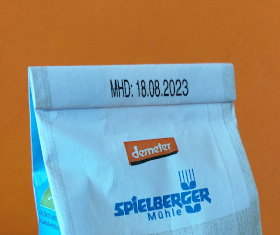 MHD: 18.08.2023
demeter
SPIELBERGER
Mühle